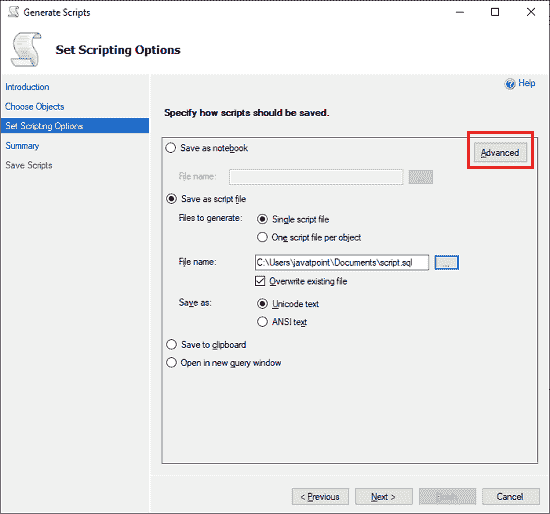 Generate Scripts
Set Scripting Options
Help
Introduction
Choose Objects
Set Scripting Options
Summary
Save Scripts
Specify how scripts should be saved.
Save as notebook
Advanced
File name:
Save as script file
Files to generate:
Single script file
One script file per object
File name:
C:\Users\javatpoint\Documents\script.sql
...
Overwrite existing file
Save as:
Unicode text
ANSI text
Save to clipboard
Open in new query window
< Previous
Next >
Finish
Cancel